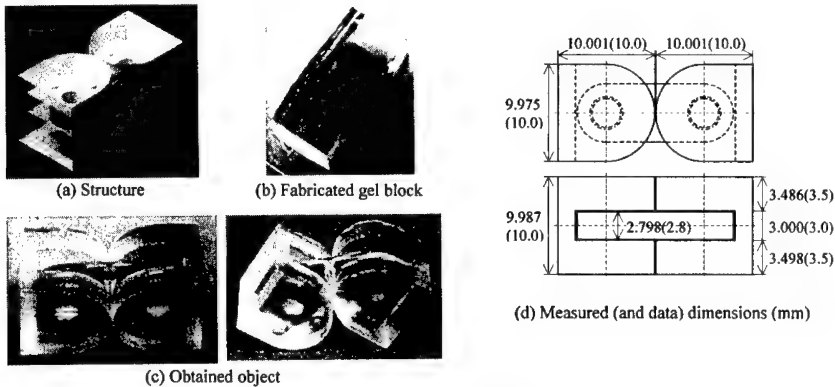 (a) Structure
(b) Fabricated gel block
(c) Obtained object
10.001(10.0) 10.001(10.0)
9.975
(10.0)
9.987
(10.0)
2.798(2.8)
3.486(3.5)
3.000(3.0)
3.498(3.5)
(d) Measured (and data) dimensions (mm)